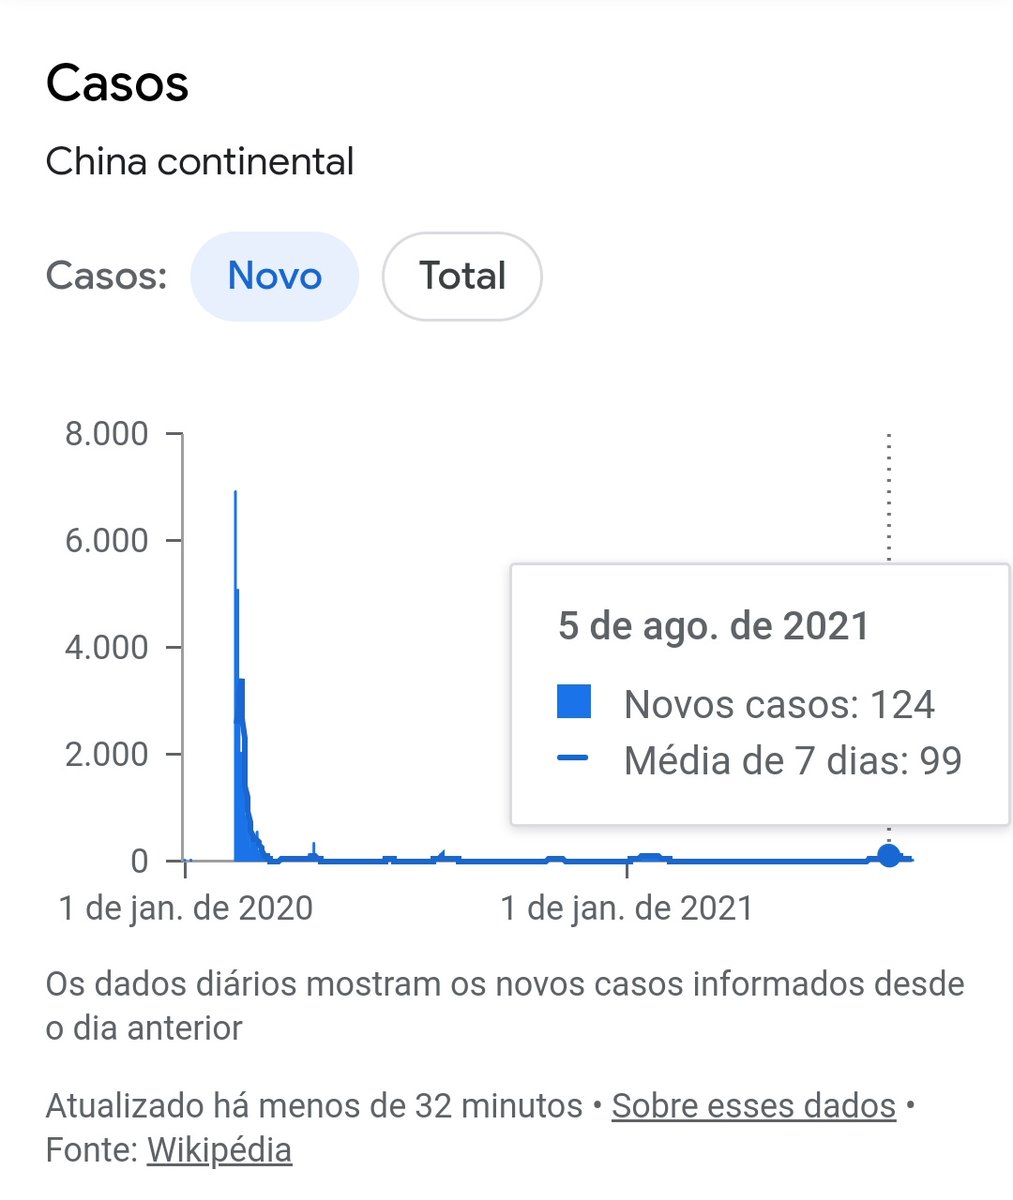 Casos
China continental
Casos: Novo Total
8.000
6.000
5 de ago. de 2021
4.000
Novos casos: 124
2.000
Média de 7 dias: 99
0
1 de jan. de 2020 1 de jan. de 2021
Os dados diários mostram os novos casos informados desde
o dia anterior
Atualizado há menos de 32 minutos • Sobre esses dados •
Fonte: Wikipédia